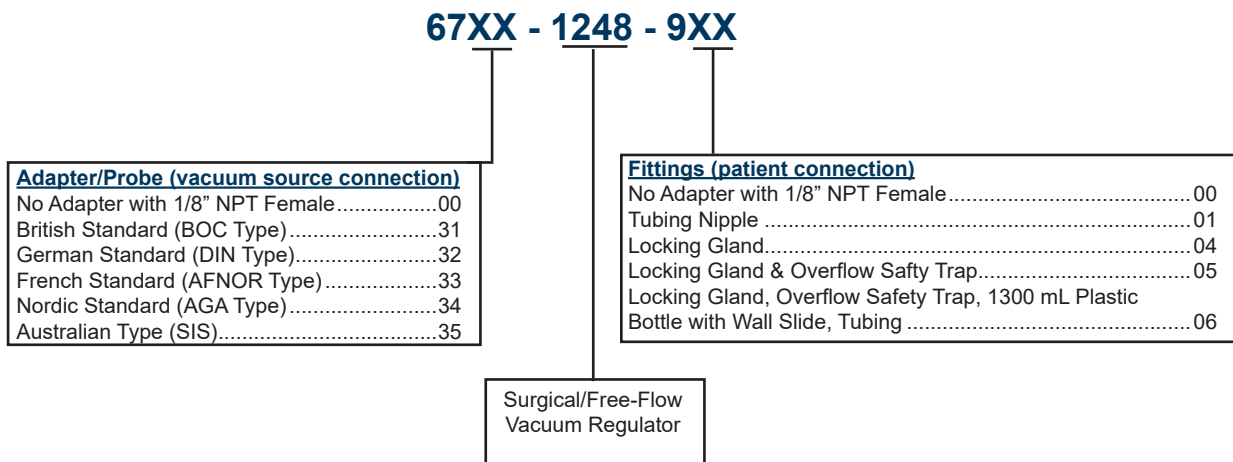 67XX - 1248 - 9XX
Adapter/Probe (vacuum source connection)
No Adapter with 1/8” NPT Female.................00
British Standard (BOC Type).........................31
German Standard (DIN Type)........................32
French Standard (AFNOR Type)...................33
Nordic Standard (AGA Type).........................34
Australian Type (SIS).....................................35
Fittings (patient connection)
No Adapter with 1/8” NPT Female.........................................00
Tubing Nipple ........................................................................01
Locking Gland........................................................................04
Locking Gland & Overflow Safty Trap....................................05
Locking Gland, Overflow Safety Trap, 1300 mL Plastic
Bottle with Wall Slide, Tubing ................................................06
Surgical/Free-Flow
Vacuum Regulator